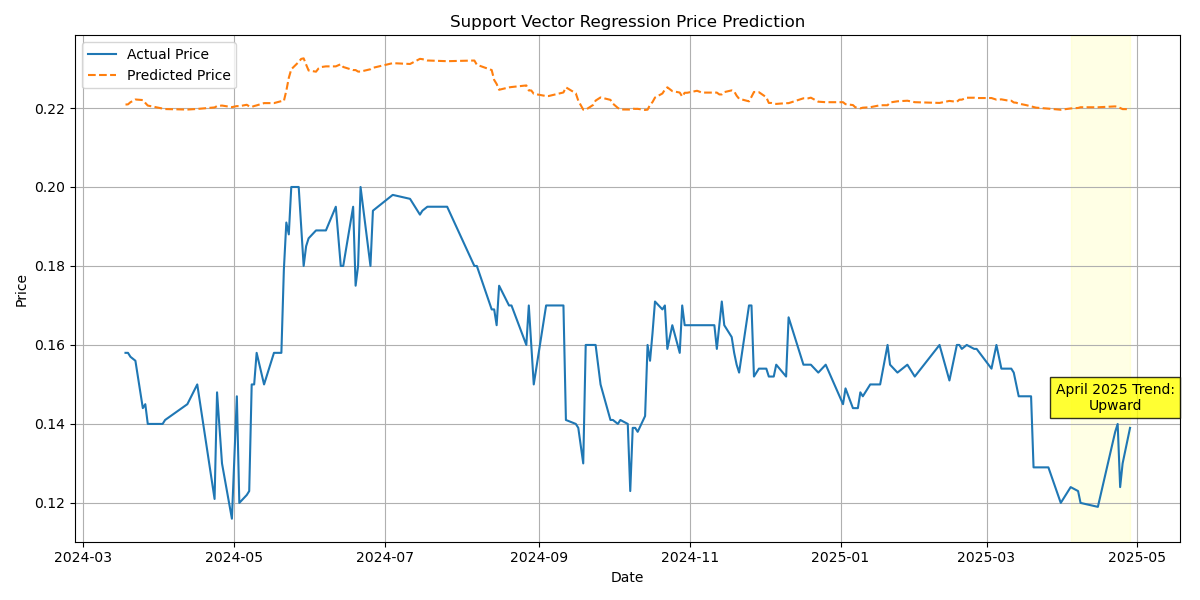 Support Vector Regression Price Prediction
Actual Price
Predicted Price
Price
0.22
0.20
0.18
0.16
0.14
0.12
April 2025 Trend:
Upward
2024-03
2024-05
2024-07
2024-09
2024-11
2025-01
2025-03
2025-05
Date